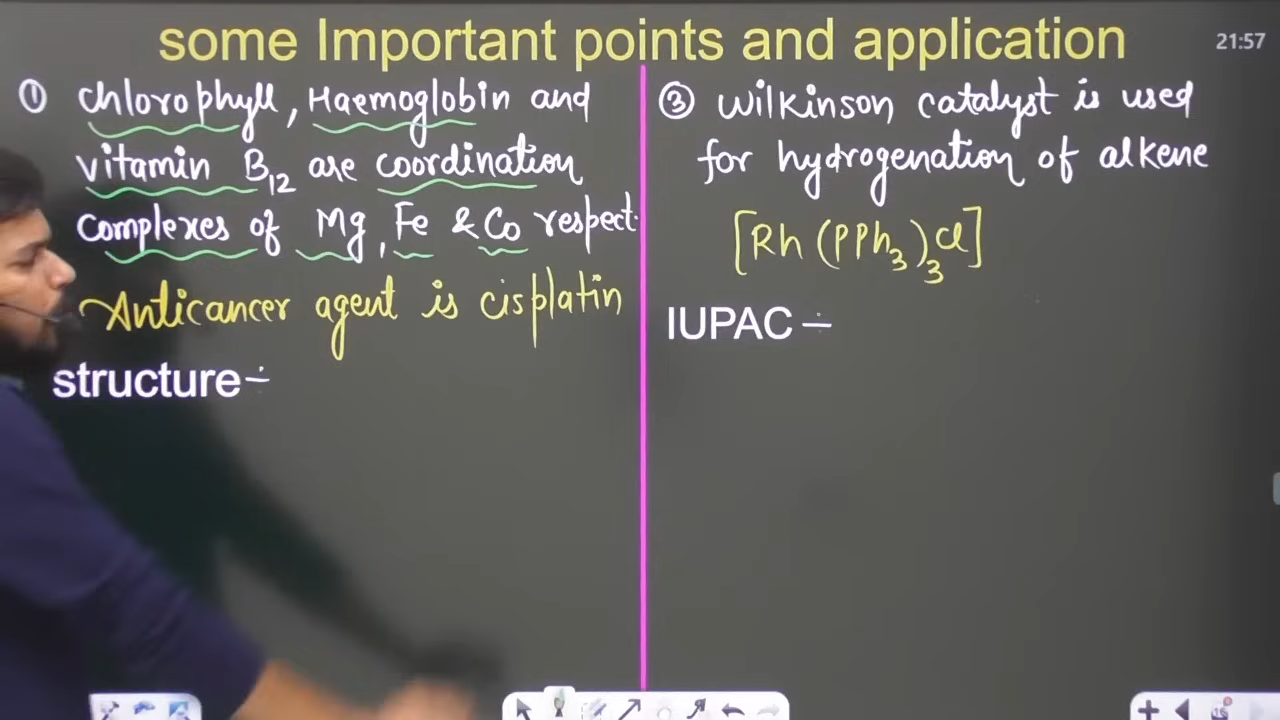 some Important points and application
21:57
① chlorophyll, Haemoglobin and
vitamin B12 are coordination
complexes of Mg, Fe & Co respect.
Anticancer agent is cisplatin
structure÷
③ Wilkinson catalyst is used
for hydrogenation of alkene
[Rh(PPh3)3Cl]
IUPAC÷